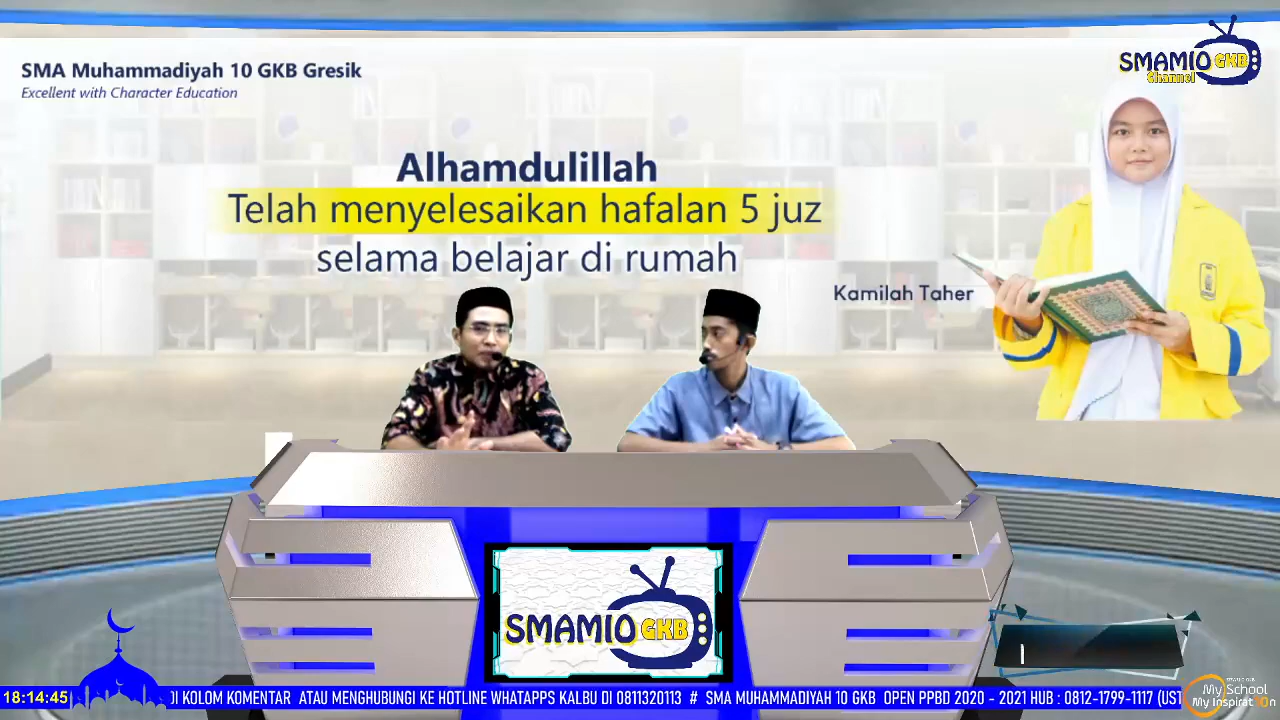 SMA Muhammadiyah 10 GKB Gresik
Excellent with Character Education
SMAMIO GKB
Channel
Alhamdulillah
Telah menyelesaikan hafalan 5 juz
selama belajar di rumah
Kamilah Taher
SMAMIO GKB
18:14:45
DI KOLOM KOMENTAR ATAU MENGHUBUNGI KE HOTLINE WHATAPPS KALBU DI 0811320113 # SMA MUHAMMADIYAH 10 GKB OPEN PPBD 2020 - 2021 HUB : 0812-1799-1117 (UST
My School
My Inspirat10n